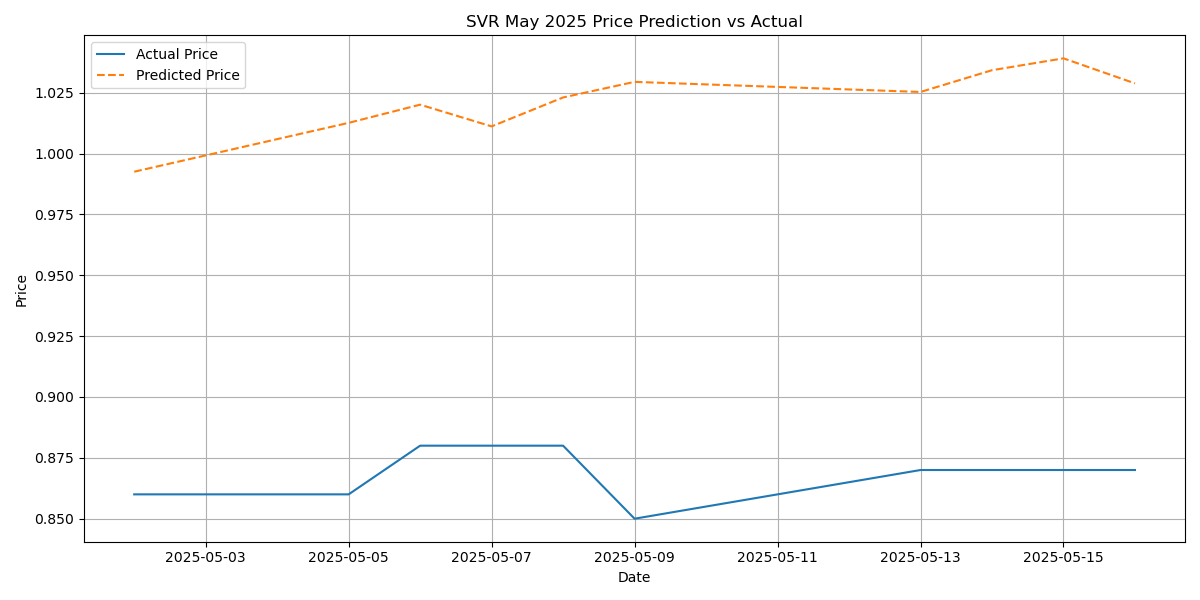 SVR May 2025 Price Prediction vs Actual
Actual Price
Predicted Price
1.025
1.000
0.975
0.950
0.925
0.900
0.875
0.850
Price
2025-05-03 2025-05-05 2025-05-07 2025-05-09 2025-05-11 2025-05-13 2025-05-15
Date